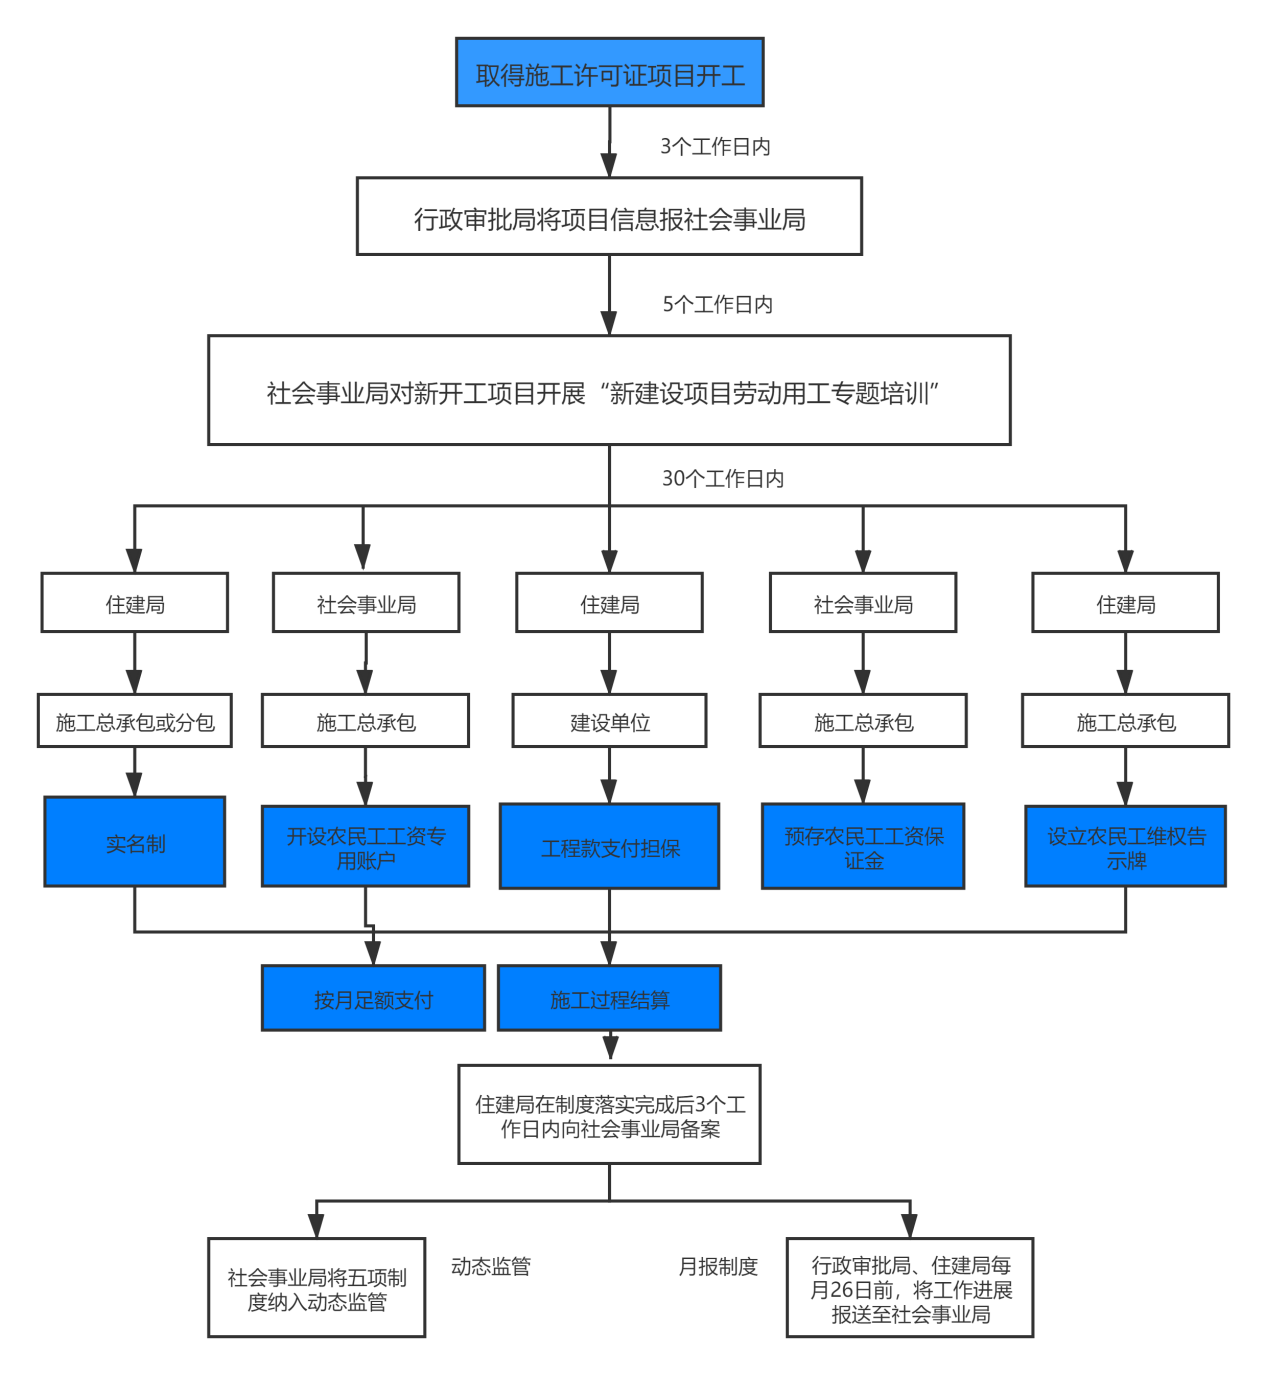 取得施工许可证项目开工
3个工作日内
行政审批局将项目信息报社会事业局
5个工作日内
社会事业局对新开工项目开展“新建设项目劳动用工专题培训”
30个工作日内
住建局
社会事业局
住建局
社会事业局
住建局
施工总承包或分包
施工总承包
建设单位
施工总承包
施工总承包
实名制
开设农民工工资专
用账户
工程款支付担保
预存农民工工资保
证金
设立农民工维权告
示牌
按月足额支付
施工过程结算
住建局在制度落实完成后3个工
作日内向社会事业局备案
社会事业局将五项制
度纳入动态监管
动态监管
月报制度
行政审批局、住建局每
月26日前，将工作进展
报送至社会事业局